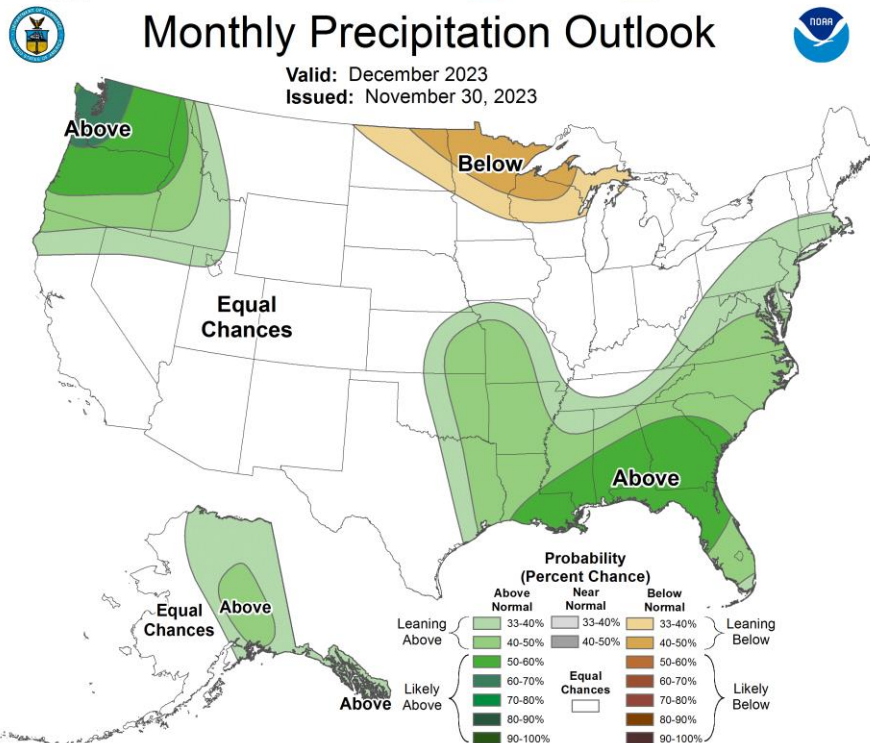 Monthly Precipitation Outlook
NOAA
Valid: December 2023
Issued: November 30, 2023
Above
Below
Equal
Chances
Above
Equal
Chances
Above
Above
Probability
(Percent Chance)
Above
Normal
Near
Normal
Below
Normal
Leaning
Above
33-40%
40-50%
33-40%
40-50%
33-40%
40-50%
Leaning
Below
Likely
Above
50-60%
60-70%
70-80%
80-90%
90-100%
Equal
Chances
50-60%
60-70%
70-80%
80-90%
90-100%
Likely
Below